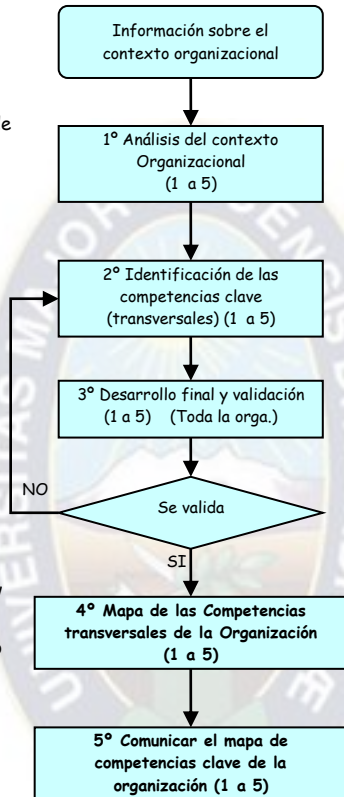 Información sobre el
contexto organizacional
e
1º Análisis del contexto
Organizacional
(1 a 5)
2º Identificación de las
competencias clave
(transversales) (1 a 5)
3º Desarrollo final y validación
(1 a 5) (Toda la orga.)
NO
Se valida
SI
4º Mapa de las Competencias
transversales de la Organización
(1 a 5)
5º Comunicar el mapa de
competencias clave de la
organización (1 a 5)